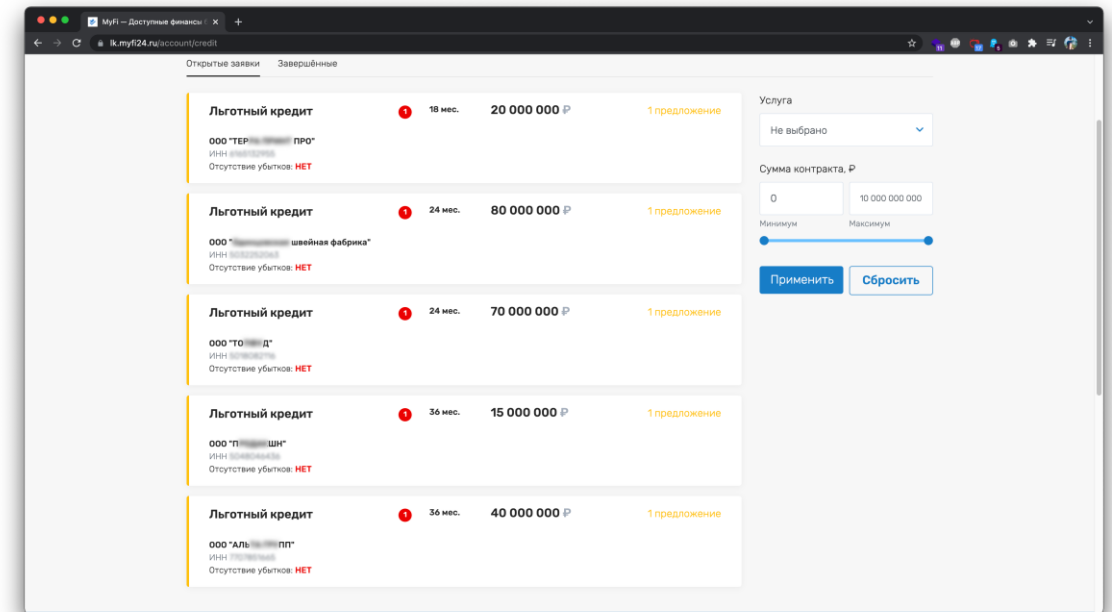 MyFi — Доступные финансы
lk.myfi24.ru/account/credit
Открытые заявки Завершённые
Льготный кредит 1 18 мес. 20 000 000 ₽ 1 предложение
ООО "ТЕР ПРО"
ИНН
Отсутствие убытков: НЕТ
Льготный кредит 1 24 мес. 80 000 000 ₽ 1 предложение
ООО " швейная фабрика"
ИНН
Отсутствие убытков: НЕТ
Льготный кредит 1 24 мес. 70 000 000 ₽ 1 предложение
ООО "ТО Д"
ИНН
Отсутствие убытков: НЕТ
Льготный кредит 1 36 мес. 15 000 000 ₽ 1 предложение
ООО "П ШН"
ИНН
Отсутствие убытков: НЕТ
Льготный кредит 1 36 мес. 40 000 000 ₽ 1 предложение
ООО "АЛЬ ПП"
ИНН
Отсутствие убытков: НЕТ
Услуга
Не выбрано
Сумма контракта, ₽
0 10 000 000 000
Минимум Максимум
Применить Сбросить